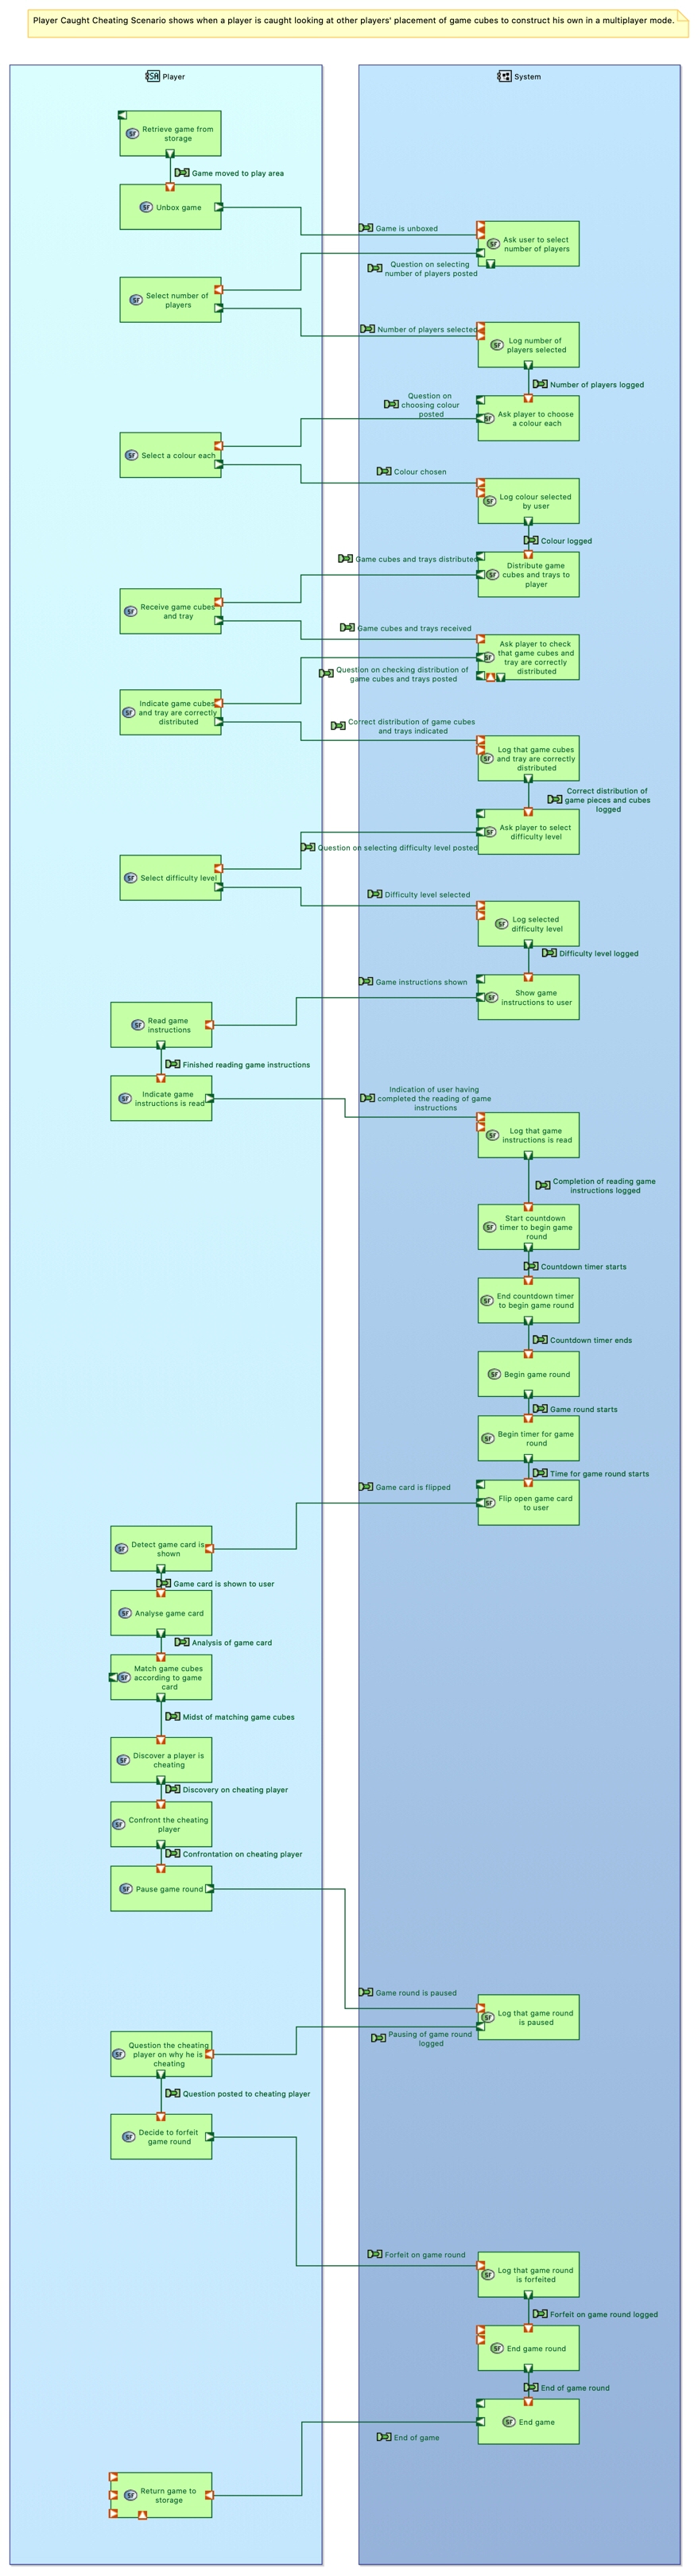 Player Caught Cheating Scenario shows when a player is caught looking at other players' placement of game cubes to construct his own in a multiplayer mode.
Player
System
Retrieve game from
storage
Game moved to play area
Unbox game
Game is unboxed
Ask user to select
number of players
Question on selecting
number of players posted
Select number of
players
Number of players selected
Log number of
players selected
Number of players logged
Question on
choosing colour
posted
Ask player to choose
a colour each
Select a colour each
Colour chosen
Log colour selected
by user
Colour logged
Game cubes and trays distributed
Distribute game
cubes and trays to
player
Receive game cubes
and tray
Game cubes and trays received
Ask player to check
that game cubes and
tray are correctly
distributed
Question on checking distribution of
game cubes and trays posted
Indicate game cubes
and tray are correctly
distributed
Correct distribution of game cubes
and trays indicated
Log that game cubes
and tray are correctly
distributed
Correct distribution of
game pieces and cubes
logged
Ask player to select
difficulty level
Question on selecting difficulty level posted
Select difficulty level
Difficulty level selected
Log selected
difficulty level
Difficulty level logged
Game instructions shown
Show game
instructions to user
Read game
instructions
Finished reading game instructions
Indicate game
instructions is read
Indication of user having
completed the reading of game
instructions
Log that game
instructions is read
Completion of reading game
instructions logged
Start countdown
timer to begin game
round
Countdown timer starts
End countdown timer
to begin game round
Countdown timer ends
Begin game round
Game round starts
Begin timer for game
round
Time for game round starts
Game card is flipped
Flip open game card
to user
Detect game card is
shown
Game card is shown to user
Analyse game card
Analysis of game card
Match game cubes
according to game
card
Midst of matching game cubes
Discover a player is
cheating
Discovery on cheating player
Confront the cheating
player
Confrontation on cheating player
Pause game round
Game round is paused
Log that game round
is paused
Pausing of game round
logged
Question the cheating
player on why he is
cheating
Question posted to cheating player
Decide to forfeit
game round
Forfeit on game round
Log that game round
is forfeited
Forfeit on game round logged
End game round
End of game round
End game
End of game
Return game to
storage